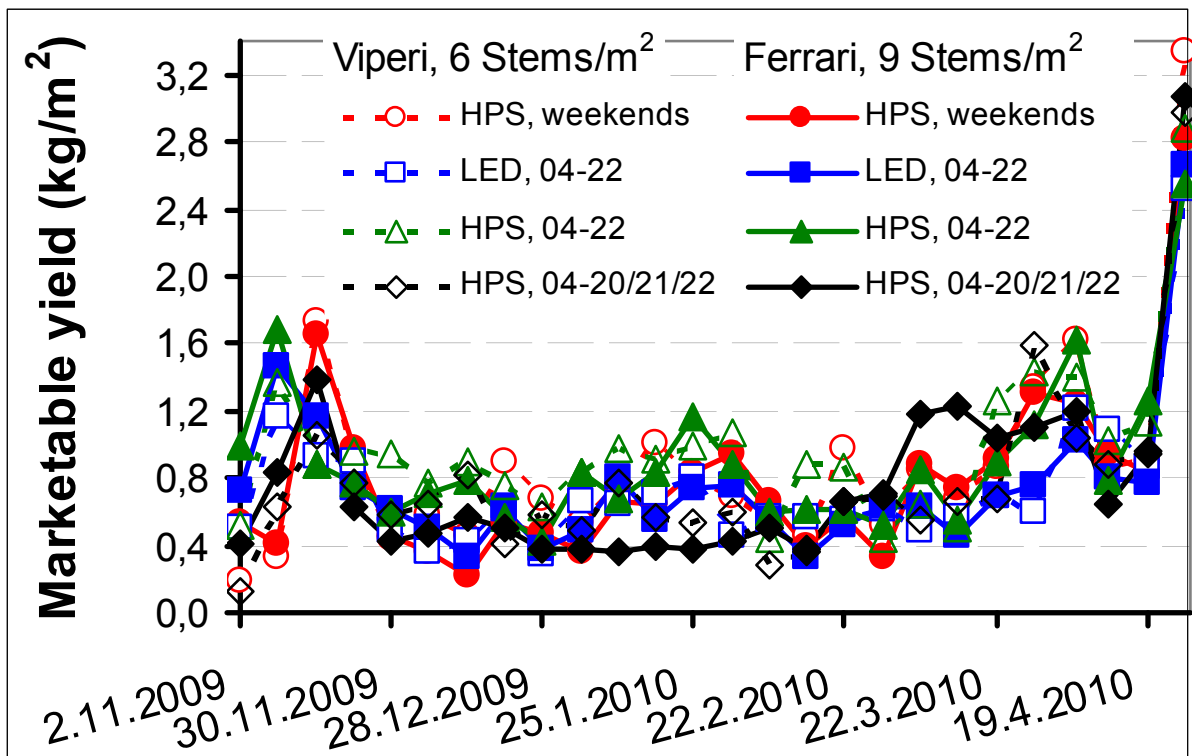 Marketable yield (kg/m²)
3,2
2,8
2,4
2,0
1,6
1,2
0,8
0,4
0,0
Viperi, 6 Stems/m² Ferrari, 9 Stems/m²
HPS, weekends HPS, weekends
LED, 04-22 LED, 04-22
HPS, 04-22 HPS, 04-22
HPS, 04-20/21/22 HPS, 04-20/21/22
2.11.2009
30.11.2009
28.12.2009
25.1.2010
22.2.2010
22.3.2010
19.4.2010